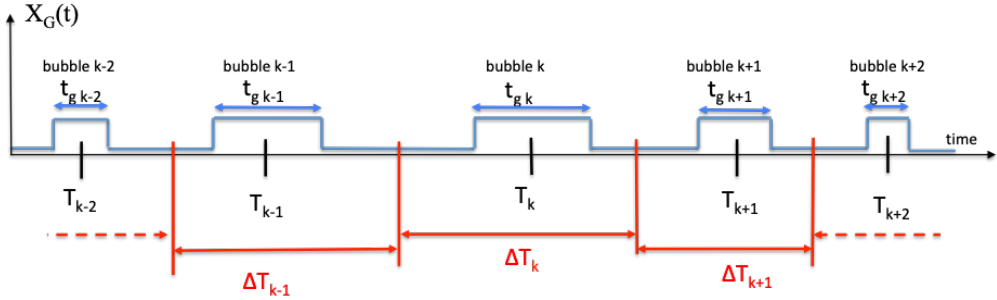 X_G(t)
bubble k-2 bubble k-1 bubble k bubble k+1 bubble k+2
t_g k-2 t_g k-1 t_g k t_g k+1 t_g k+2
time
T_k-2 T_k-1 T_k T_k+1 T_k+2
ΔT_k-1 ΔT_k ΔT_k+1